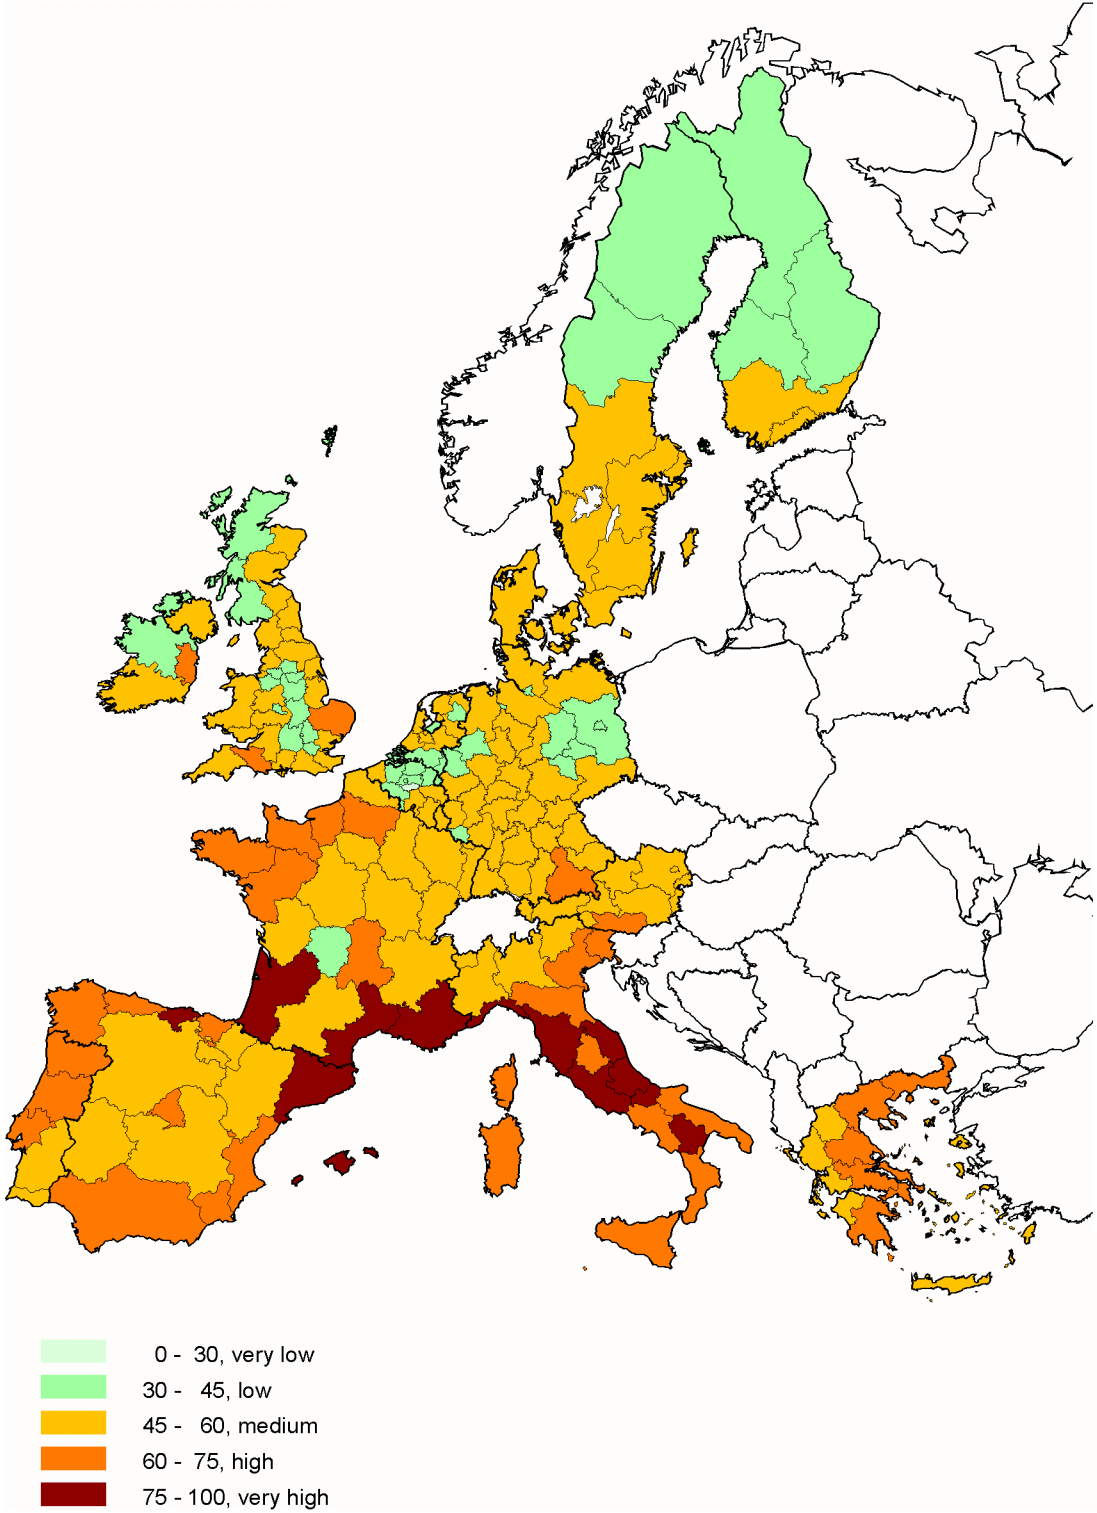 0 - 30, very low
30 - 45, low
45 - 60, medium
60 - 75, high
75 - 100, very high